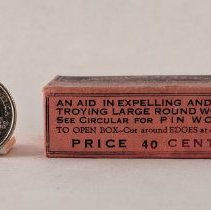 AN AID IN EXPELLING AND
TROYING LARGE ROUND W
SEE CIRCULAR FOR PIN WO
TO OPEN BOX—Cut around EDGES at
PRICE 40 CENT